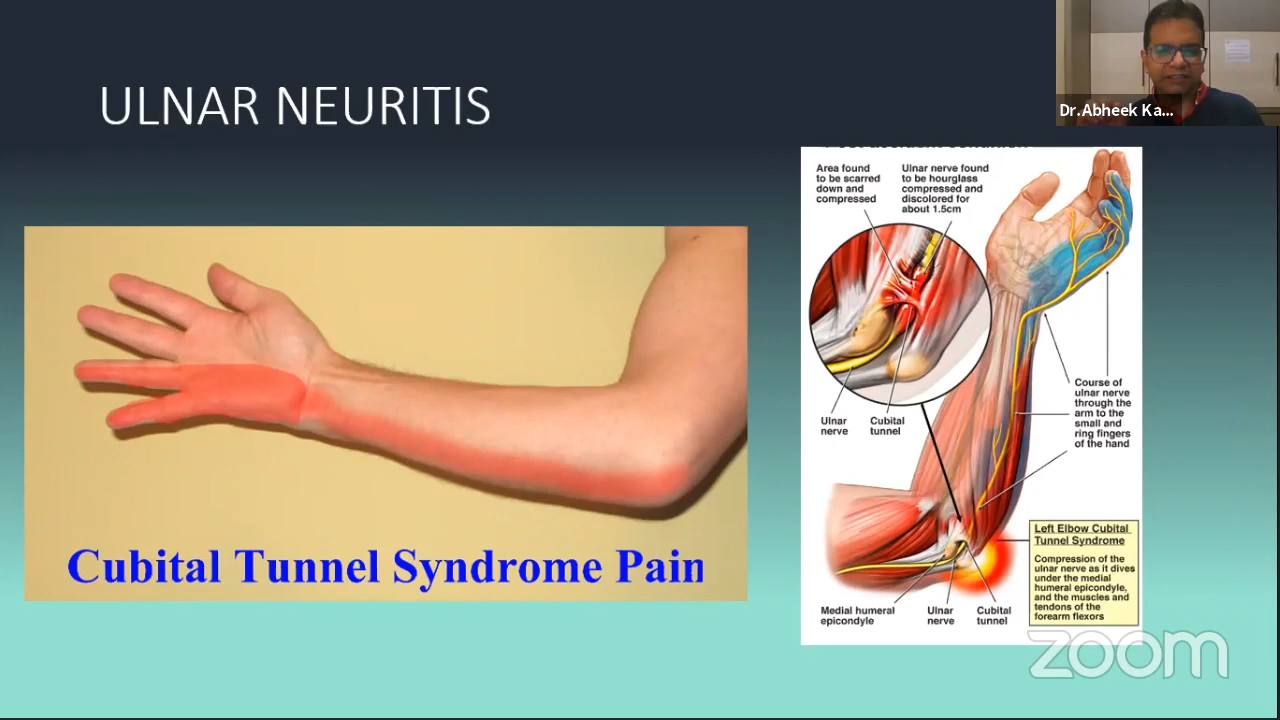 ULNAR NEURITIS
Dr.Abheek Ka...
Area found
to be scarred
down and
compressed
Ulnar nerve found
to be hourglass
compressed and
discolored for
about 1.5cm
Ulnar
nerve
Cubital
tunnel
Course of
ulnar nerve
through the
arm to the
small and
ring fingers
of the hand
Left Elbow Cubital
Tunnel Syndrome
Compression of the
ulnar nerve as it dives
under the medial
humeral epicondyle,
and the muscles and
tendons of the
forearm flexors
Medial humeral
epicondyle
Ulnar
nerve
Cubital
tunnel
Cubital Tunnel Syndrome Pain
zoom